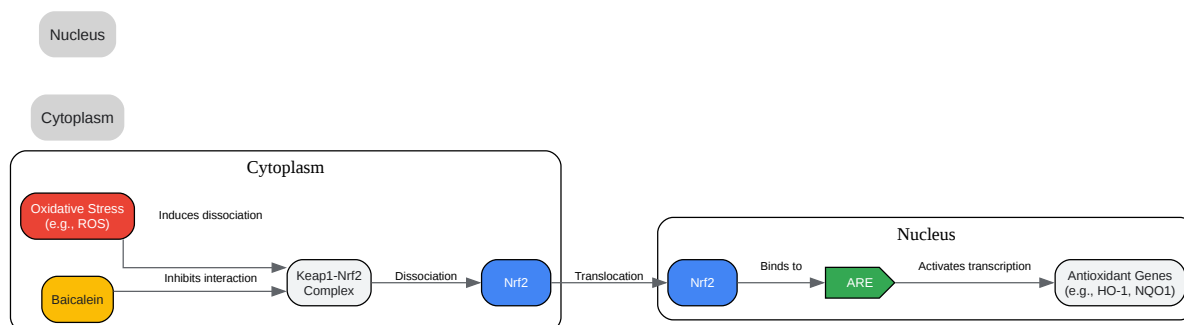 Nucleus
Cytoplasm
Cytoplasm
Oxidative Stress
(e.g., ROS)
Induces dissociation
Baicalein
Inhibits interaction
Keap1-Nrf2
Complex
Dissociation
Nrf2
Translocation
Nucleus
Nrf2
Binds to
ARE
Activates transcription
Antioxidant Genes
(e.g., HO-1, NQO1)